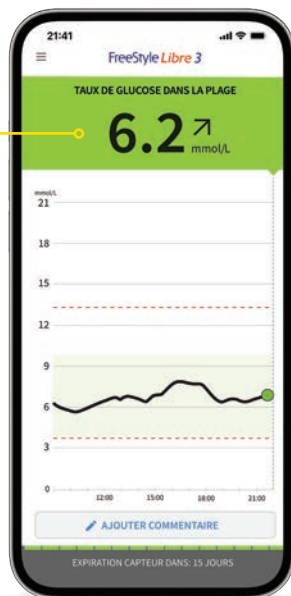 21:41
FreeStyle Libre 3
TAUX DE GLUCOSE DANS LA PLAGE
6.2
mmol/L
mmol/L
21
18
15
12
9
6
3
0
12:00 15:00 18:00 21:00
AJOUTER COMMENTAIRE
EXPIRATION CAPTEUR DANS: 15 JOURS